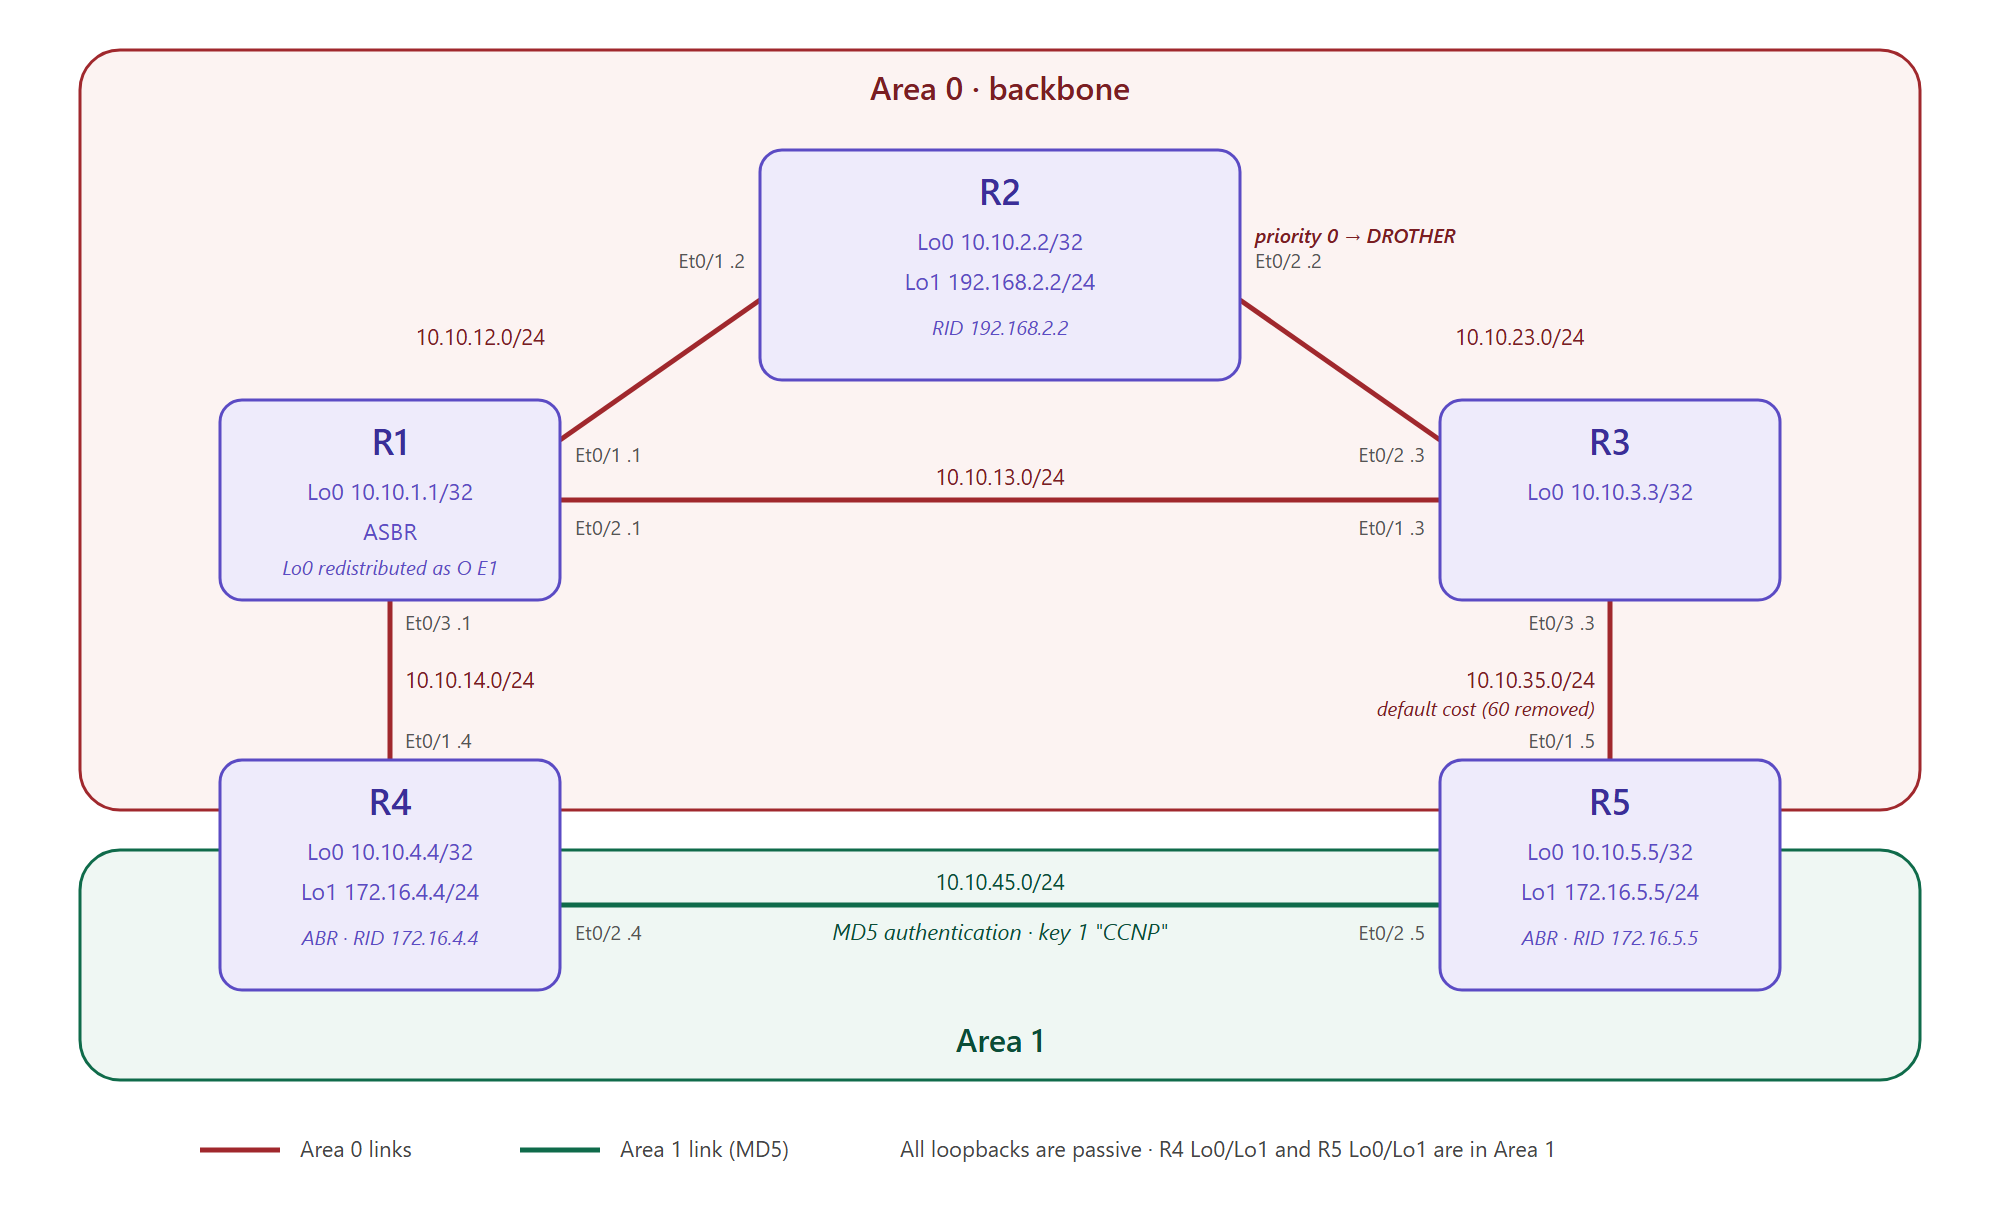 Area 0 · backbone
R2
Lo0 10.10.2.2/32
Lo1 192.168.2.2/24
RID 192.168.2.2
Et0/1 .2
priority 0 → DROTHER
Et0/2 .2
10.10.12.0/24
10.10.23.0/24
R1
Lo0 10.10.1.1/32
ASBR
Lo0 redistributed as O E1
Et0/1 .1
10.10.13.0/24
Et0/2 .3
R3
Lo0 10.10.3.3/32
Et0/2 .1
Et0/1 .3
Et0/3 .1
10.10.14.0/24
Et0/1 .4
Et0/3 .3
10.10.35.0/24
default cost (60 removed)
Et0/1 .5
R4
Lo0 10.10.4.4/32
Lo1 172.16.4.4/24
ABR · RID 172.16.4.4
10.10.45.0/24
Et0/2 .4
MD5 authentication · key 1 "CCNP"
Et0/2 .5
R5
Lo0 10.10.5.5/32
Lo1 172.16.5.5/24
ABR · RID 172.16.5.5
Area 1
Area 0 links
Area 1 link (MD5)
All loopbacks are passive · R4 Lo0/Lo1 and R5 Lo0/Lo1 are in Area 1